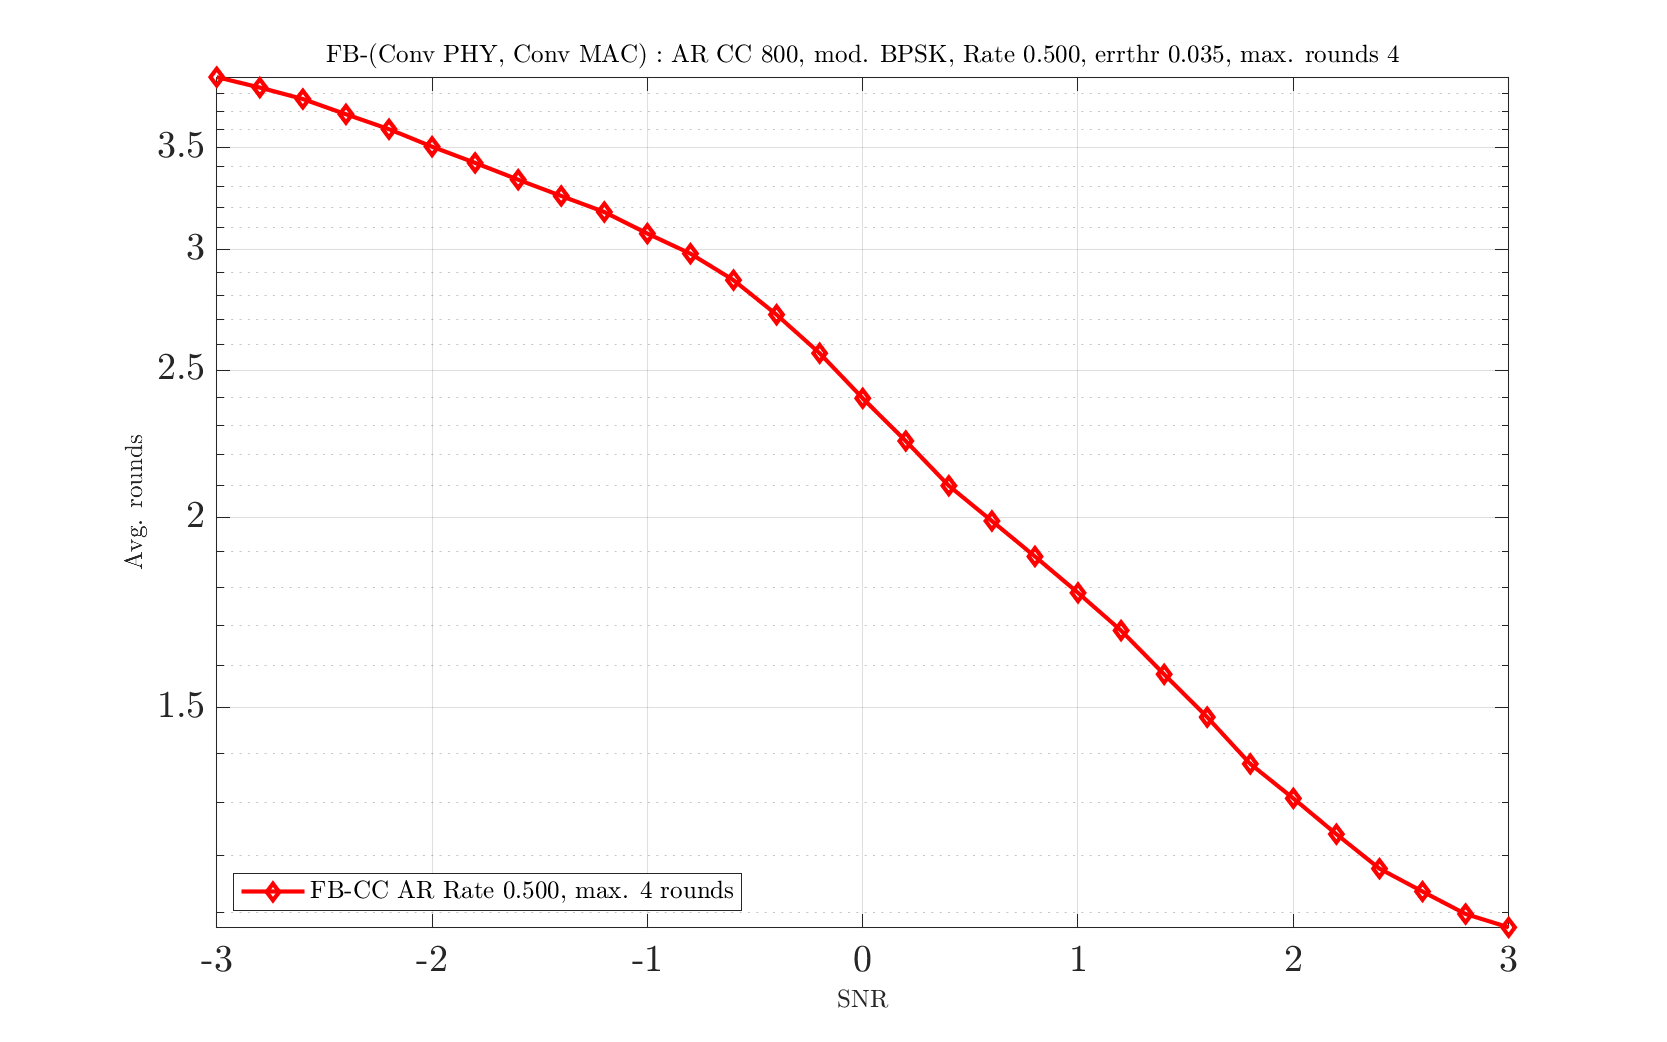 FB-(Conv PHY, Conv MAC) : AR CC 800, mod. BPSK, Rate 0.500, errthr 0.035, max. rounds 4
3.5
3
2.5
2
1.5
Avg. rounds
FB-CC AR Rate 0.500, max. 4 rounds
-3 -2 -1 0 1 2 3
SNR